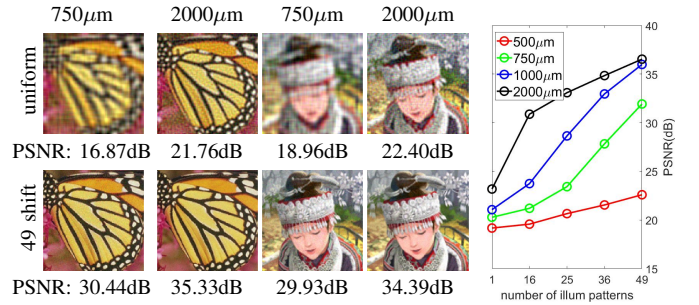 750μm 2000μm 750μm 2000μm
uniform
PSNR: 16.87dB 21.76dB 18.96dB 22.40dB
49 shift
PSNR: 30.44dB 35.33dB 29.93dB 34.39dB
500μm
750μm
1000μm
2000μm
40
35
30
25
20
15
PSNR(dB)
1 16 25 36 49
number of illum patterns